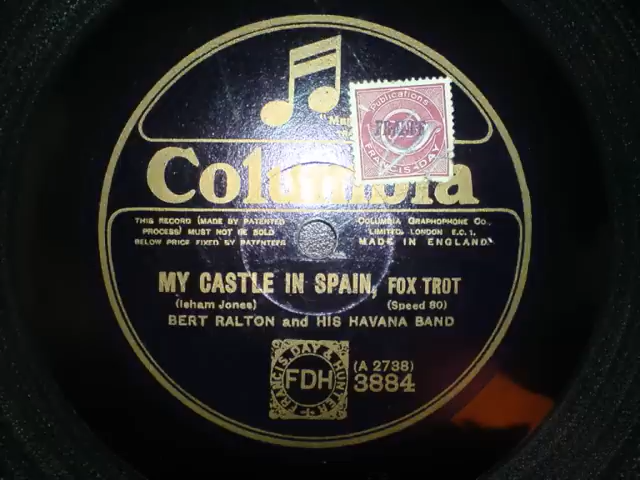 "Ma
Publications
FRANCIS·DAY
Columbia
THIS RECORD (MADE BY PATENTED
PROCESS) MUST NOT BE SOLD
BELOW PRICE FIXED BY PATENTEES
COLUMBIA GRAPHOPHONE CO.,
LIMITED. LONDON E.C.1.
MADE IN ENGLAND.
MY CASTLE IN SPAIN, FOX TROT
(Isham Jones) (Speed 80)
BERT RALTON and HIS HAVANA BAND
FRANCIS, DAY & HUNTER
FDH
(A 2738)
3884